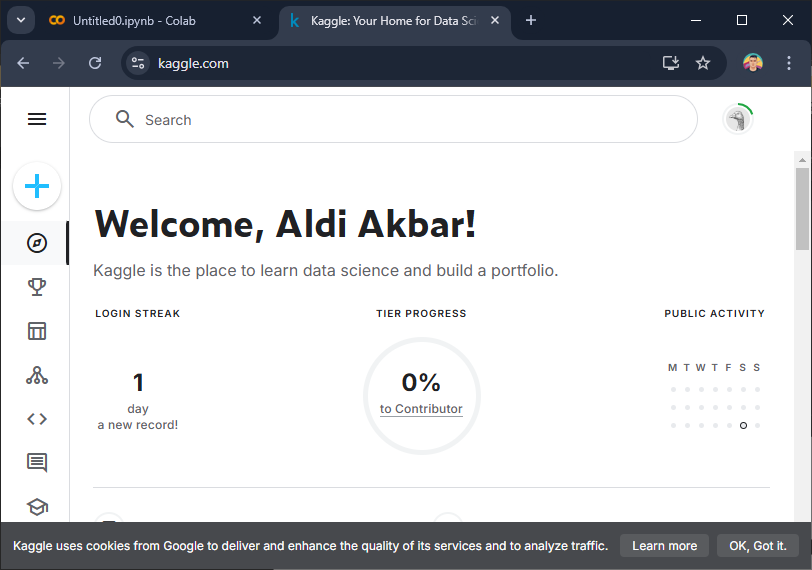 Untitled0.ipynb - Colab
Kaggle: Your Home for Data Sci
kaggle.com
Search
Welcome, Aldi Akbar!
Kaggle is the place to learn data science and build a portfolio.
LOGIN STREAK
TIER PROGRESS
PUBLIC ACTIVITY
1
day
a new record!
0%
to Contributor
M T W T F S S
Kaggle uses cookies from Google to deliver and enhance the quality of its services and to analyze traffic.
Learn more
OK, Got it.